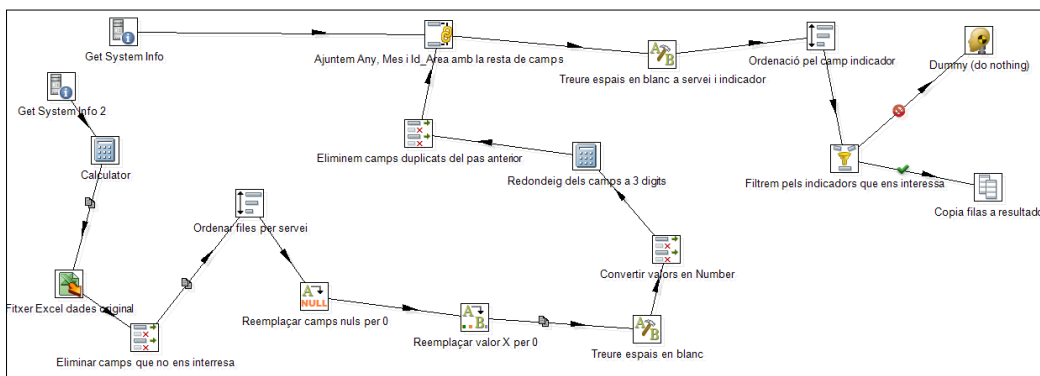 Get System Info
Ajuntem Any, Mes i Id_Area amb la resta de camps
Treure espais en blanc a servei i indicador
Ordenació pel camp indicador
Dummy (do nothing)
Get System Info 2
Calculator
Eliminem camps duplicats del pas anterior
Redondeig dels camps a 3 digits
Filtrem pels indicadors que ens interessa
Copia filas a resultado
Ordenar files per servei
Convertir valors en Number
Fitxer Excel dades original
Eliminar camps que no ens interresa
A
NULL
Reemplaçar camps nuls per 0
Reemplaçar valor X per 0
Treure espais en blanc